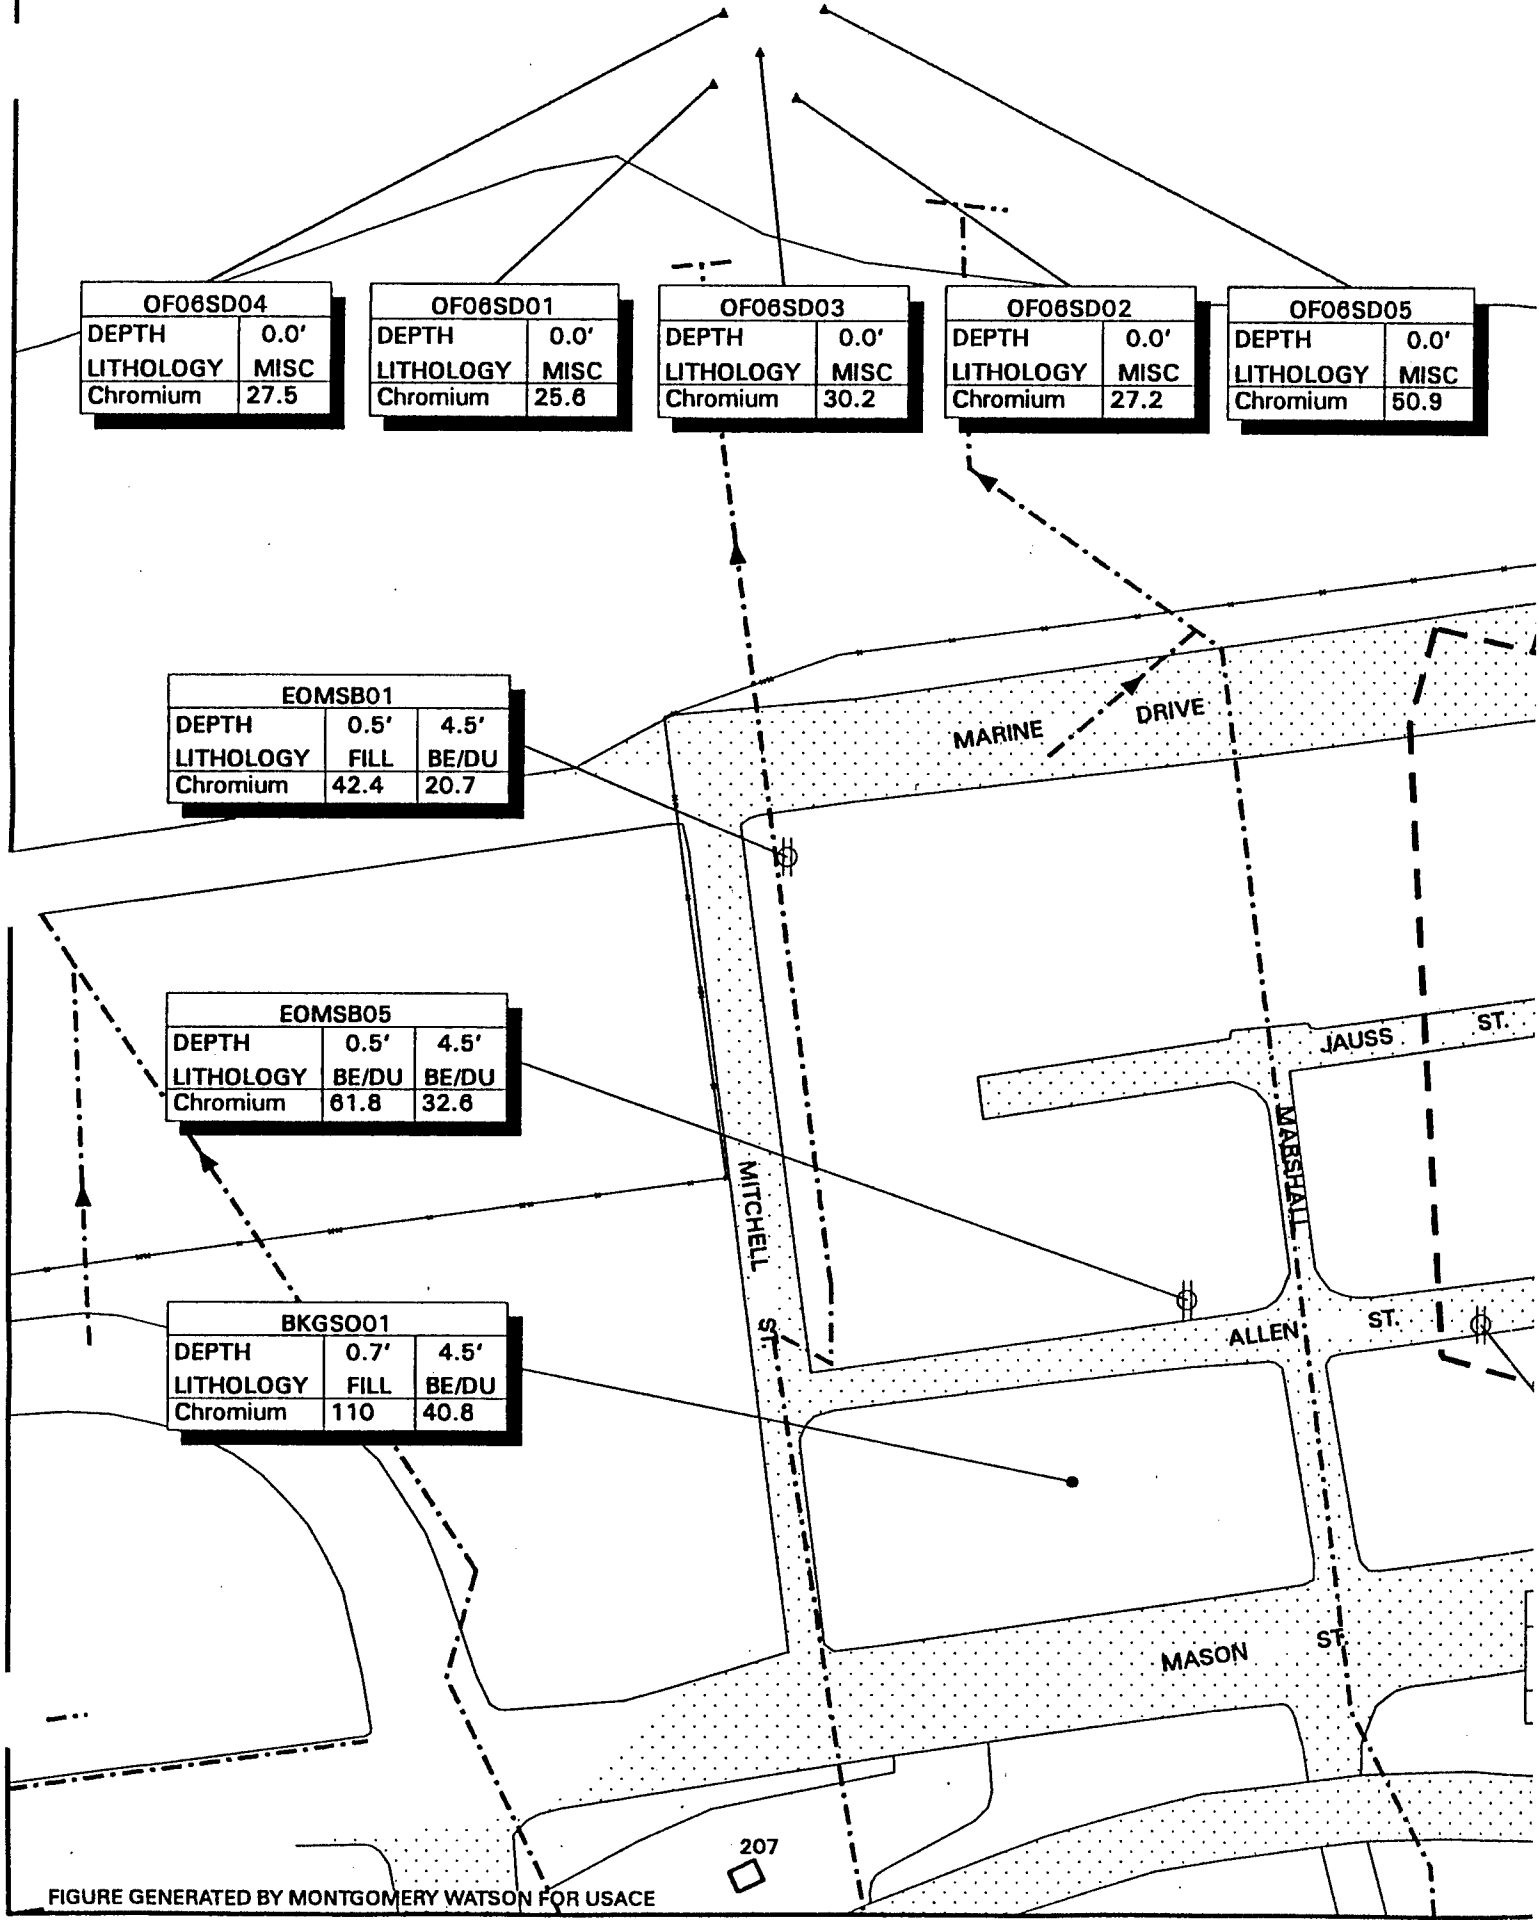 OF06SD04
DEPTH 0.0'
LITHOLOGY MISC
Chromium 27.5
OF06SD01
DEPTH 0.0'
LITHOLOGY MISC
Chromium 25.6
OF06SD03
DEPTH 0.0'
LITHOLOGY MISC
Chromium 30.2
OF06SD02
DEPTH 0.0'
LITHOLOGY MISC
Chromium 27.2
OF06SD05
DEPTH 0.0'
LITHOLOGY MISC
Chromium 50.9
EOMSB01
DEPTH 0.5' 4.5'
LITHOLOGY FILL BE/DU
Chromium 42.4 20.7
MARINE DRIVE
EOMSB05
DEPTH 0.5' 4.5'
LITHOLOGY BE/DU BE/DU
Chromium 61.8 32.6
JAUSS ST.
MARSHALL
MITCHELL ST.
BKGSO01
DEPTH 0.7' 4.5'
LITHOLOGY FILL BE/DU
Chromium 110 40.8
ALLEN ST.
MASON ST.
207
FIGURE GENERATED BY MONTGOMERY WATSON FOR USACE